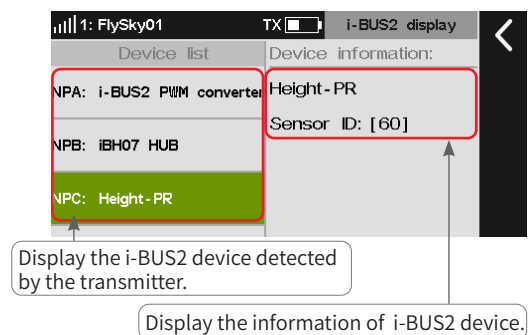 1: FlySky01 TX i-BUS2 display
Device list
Device information:
NPA: i-BUS2 PWM converter
Height-PR
Sensor ID: [60]
NPB: iBH07 HUB
NPC: Height-PR
Display the i-BUS2 device detected
by the transmitter.
Display the information of i-BUS2 device.